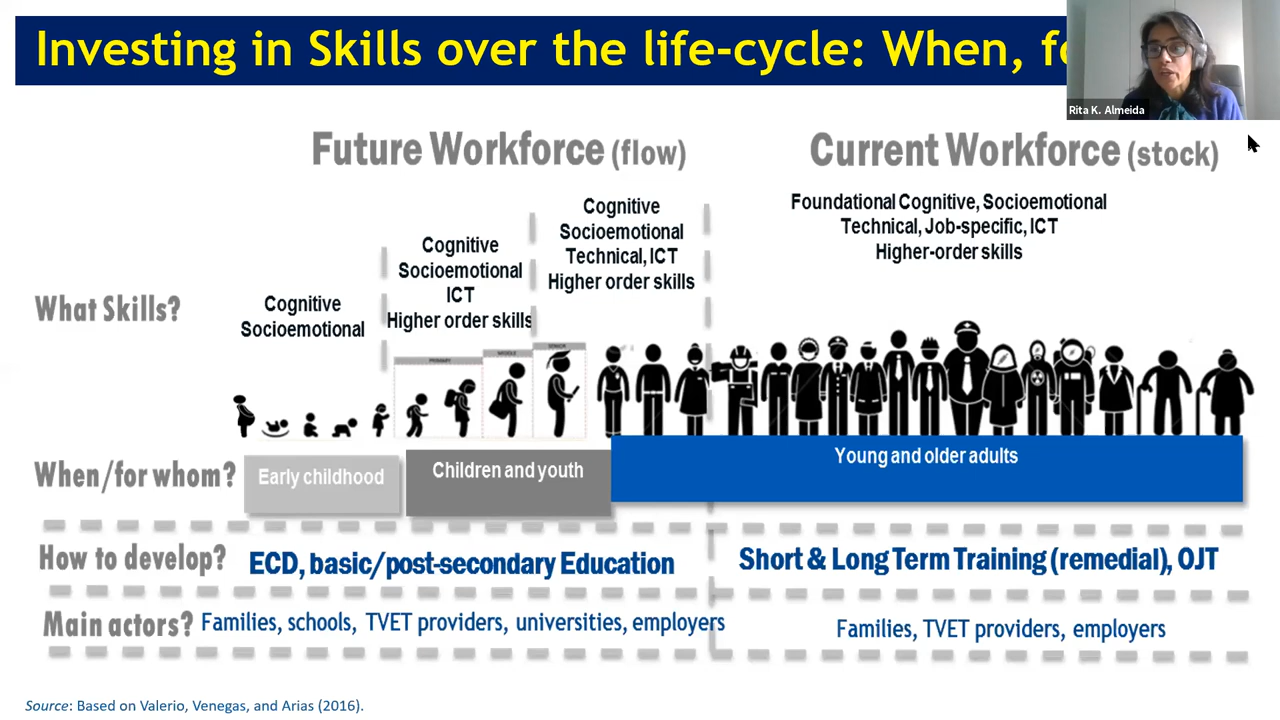 Investing in Skills over the life-cycle: When, fo
Rita K. Almeida
Future Workforce (flow)
Current Workforce (stock)
What Skills?
Cognitive
Socioemotional
Cognitive
Socioemotional
ICT
Higher order skills
Cognitive
Socioemotional
Technical, ICT
Higher order skills
Foundational Cognitive, Socioemotional
Technical, Job-specific, ICT
Higher-order skills
PRIMARY
MIDDLE
SENIOR
When/for whom?
Early childhood
Children and youth
Young and older adults
How to develop?
ECD, basic/post-secondary Education
Short & Long Term Training (remedial), OJT
Main actors?
Families, schools, TVET providers, universities, employers
Families, TVET providers, employers
Source: Based on Valerio, Venegas, and Arias (2016).